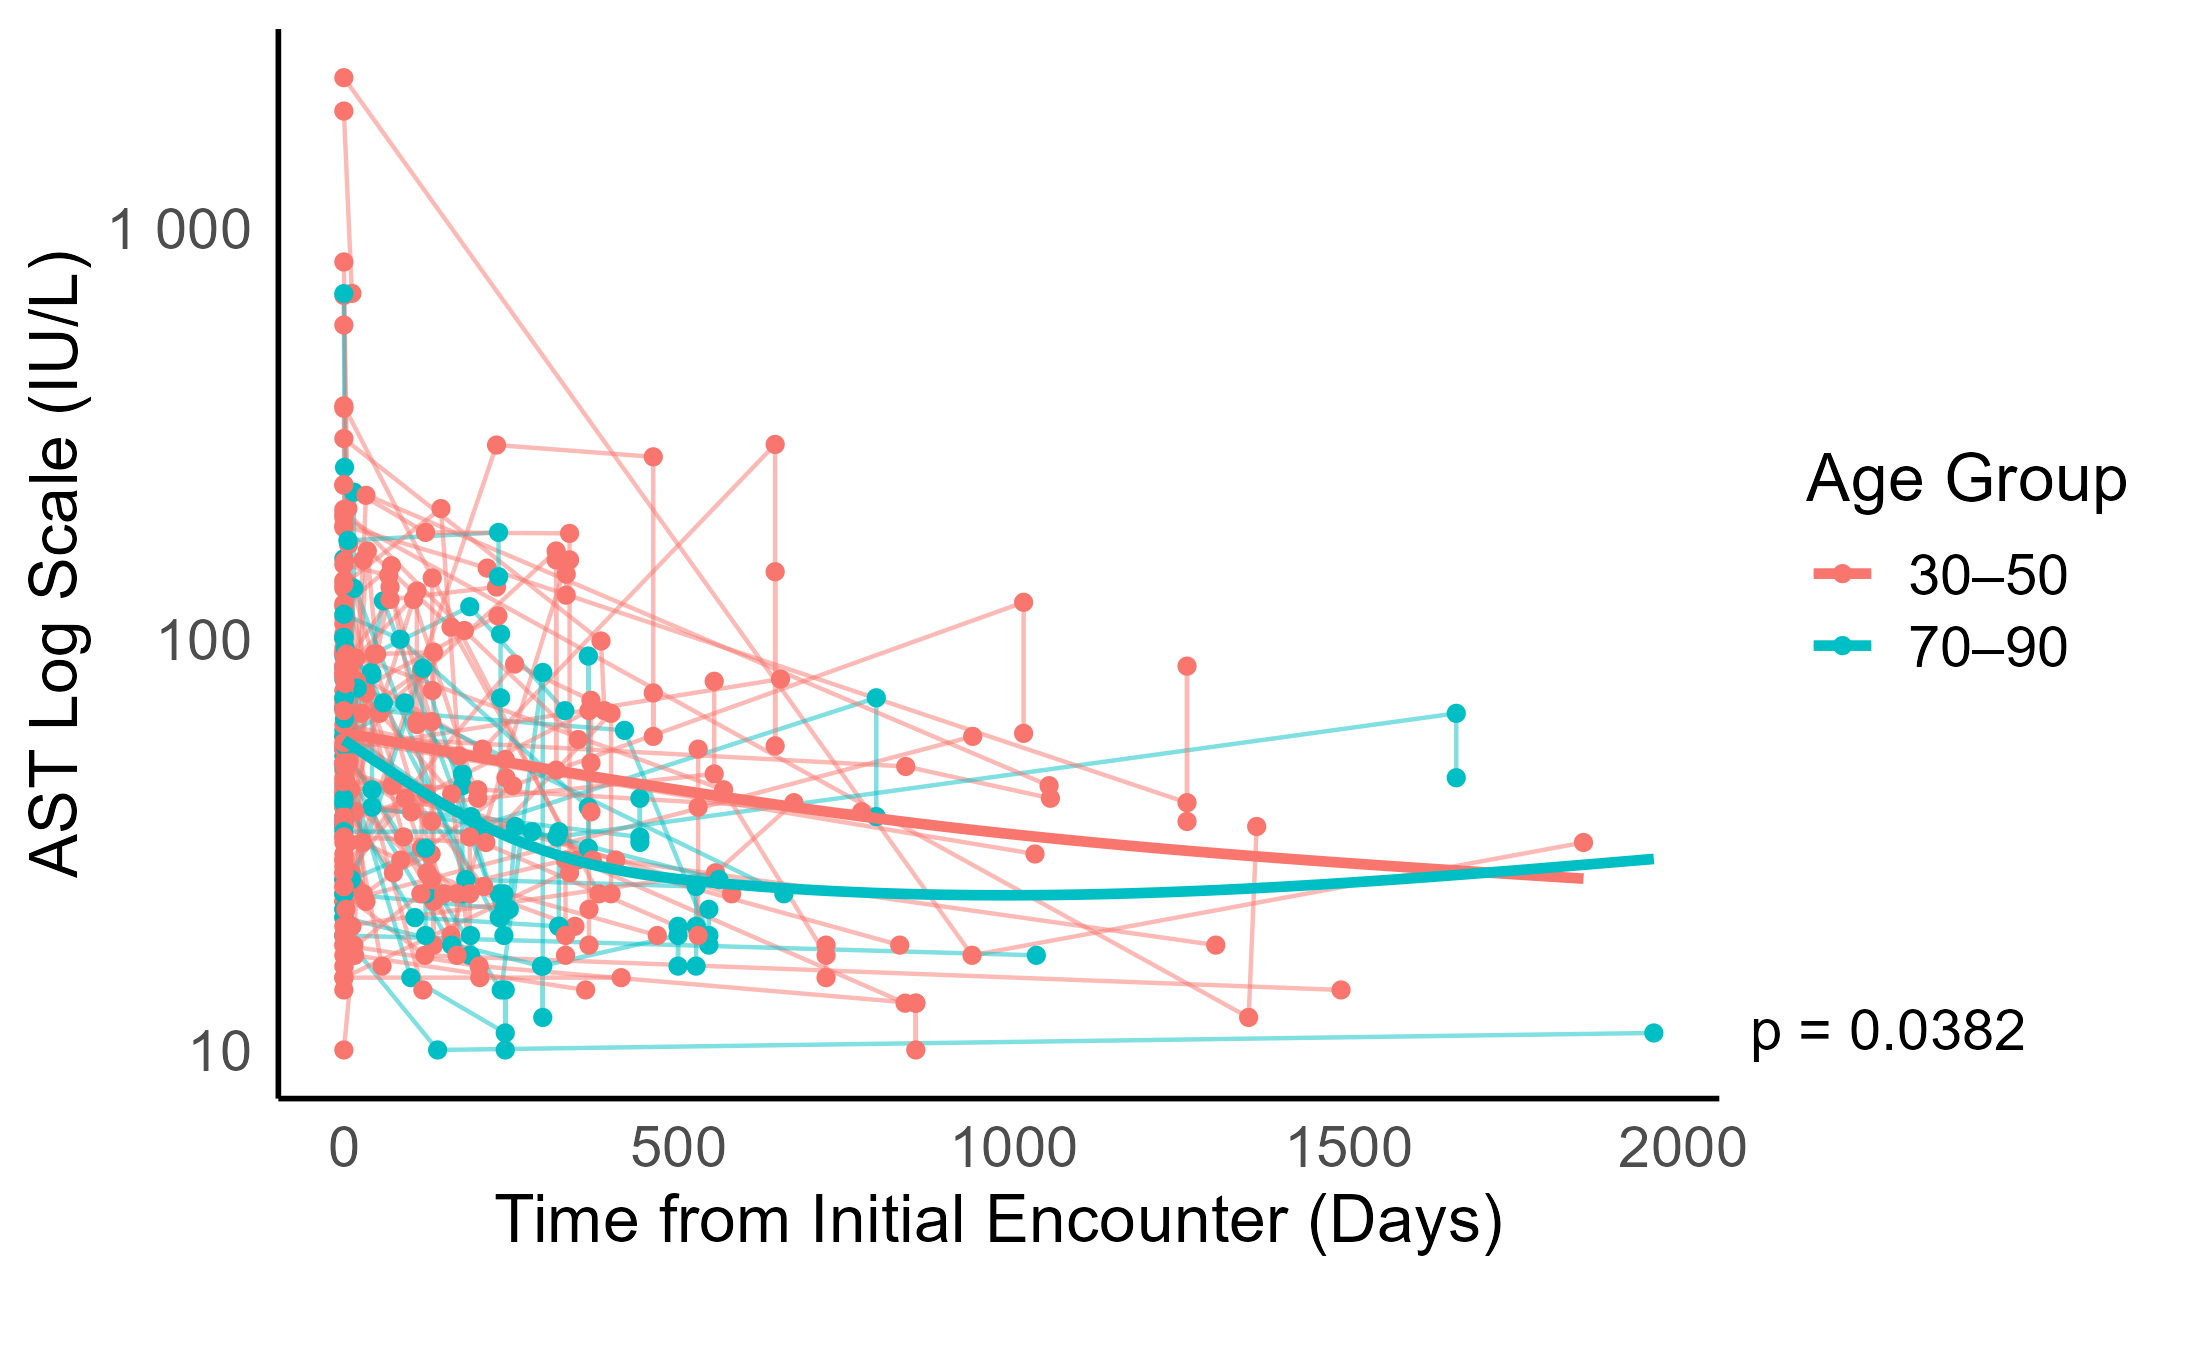 AST Log Scale (IU/L)
1 000
100
10
0 500 1000 1500 2000
Time from Initial Encounter (Days)
Age Group
30–50
70–90
p = 0.0382